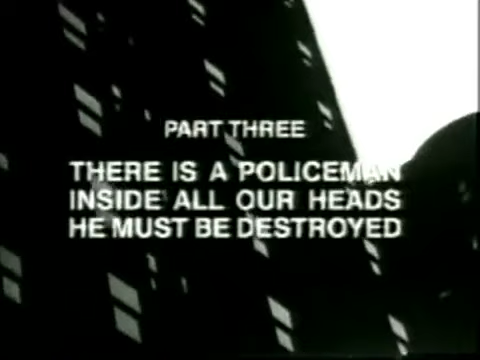 PART THREE
THERE IS A POLICEMAN
INSIDE ALL OUR HEADS
HE MUST BE DESTROYED